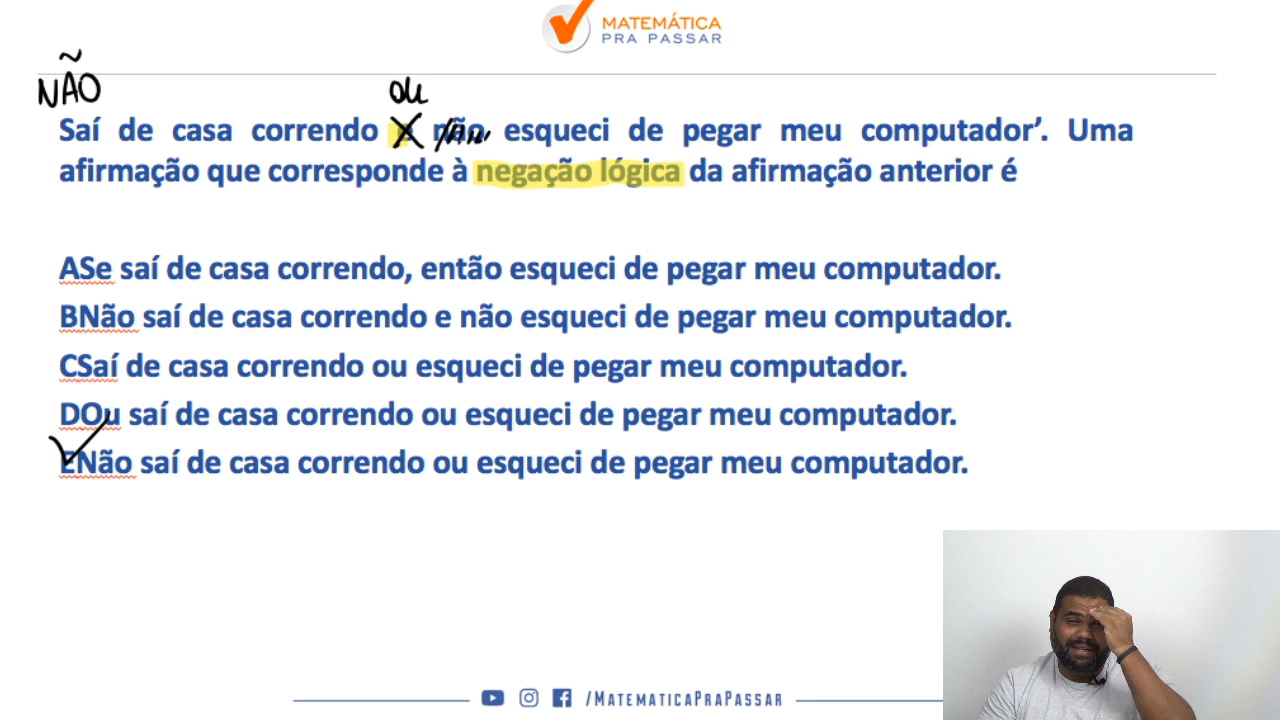 MATEMÁTICA
PRA PASSAR
NÃO
ou
Saí de casa correndo e não esqueci de pegar meu computador’. Uma
afirmação que corresponde à negação lógica da afirmação anterior é
ASe saí de casa correndo, então esqueci de pegar meu computador.
BNão saí de casa correndo e não esqueci de pegar meu computador.
CSaí de casa correndo ou esqueci de pegar meu computador.
DOu saí de casa correndo ou esqueci de pegar meu computador.
ENão saí de casa correndo ou esqueci de pegar meu computador.
/MATEMATICAPRAPASSAR